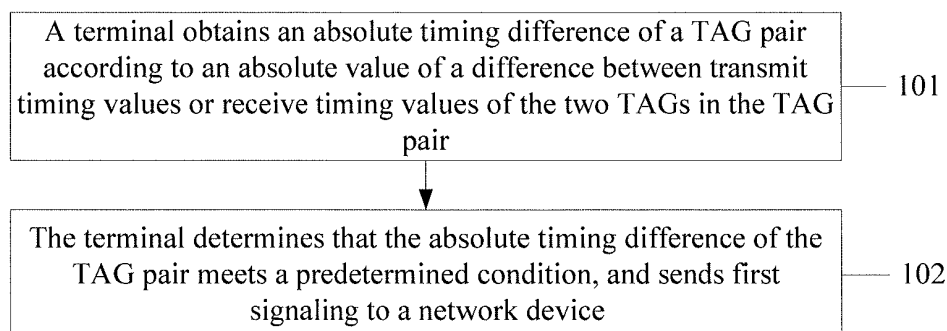 A terminal obtains an absolute timing difference of a TAG pair
according to an absolute value of a difference between transmit
timing values or receive timing values of the two TAGs in the TAG
pair
101
The terminal determines that the absolute timing difference of the
TAG pair meets a predetermined condition, and sends first
signaling to a network device
102